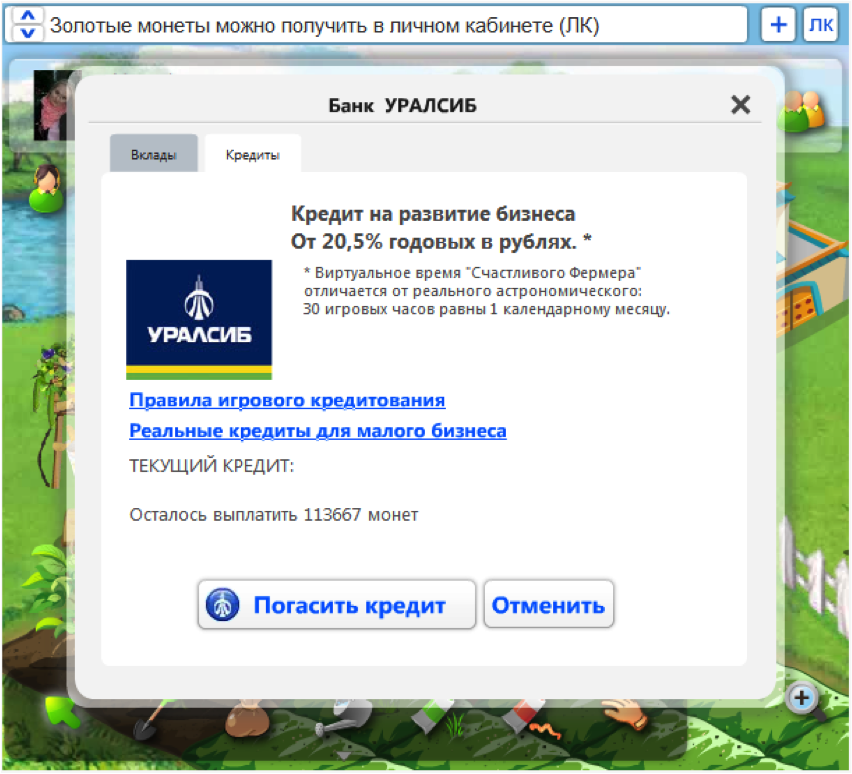 Золотые монеты можно получить в личном кабинете (ЛК)
+ ЛК
Банк УРАЛСИБ
Вклады Кредиты
Кредит на развитие бизнеса
От 20,5% годовых в рублях. *
* Виртуальное время "Счастливого Фермера"
отличается от реального астрономического:
30 игровых часов равны 1 календарному месяцу.
УРАЛСИБ
Правила игрового кредитования
Реальные кредиты для малого бизнеса
ТЕКУЩИЙ КРЕДИТ:
Осталось выплатить 113667 монет
Погасить кредит Отменить